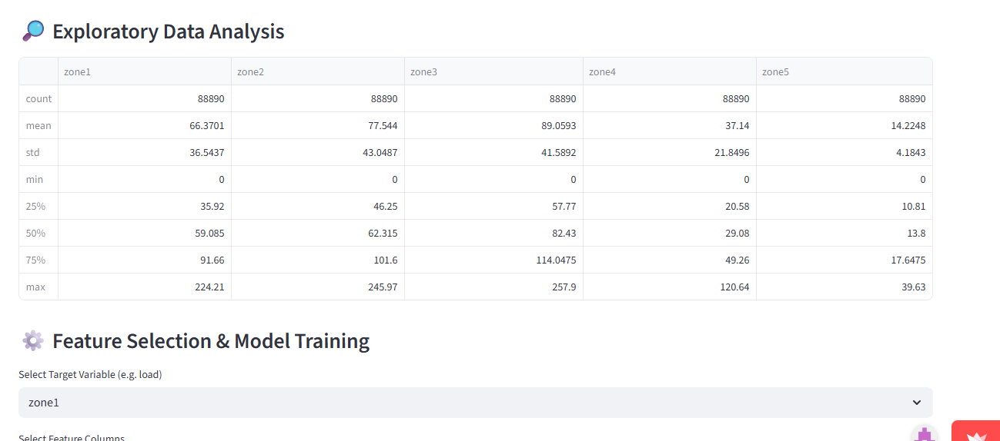 Exploratory Data Analysis
zone1 zone2 zone3 zone4 zone5
count 88890 88890 88890 88890 88890
mean 66.3701 77.544 89.0593 37.14 14.2248
std 36.5437 43.0487 41.5892 21.8496 4.1843
min 0 0 0 0 0
25% 35.92 46.25 57.77 20.58 10.81
50% 59.085 62.315 82.43 29.08 13.8
75% 91.66 101.6 114.0475 49.26 17.6475
max 224.21 245.97 257.9 120.64 39.63
Feature Selection & Model Training
Select Target Variable (e.g. load)
zone1
Select Feature Columns